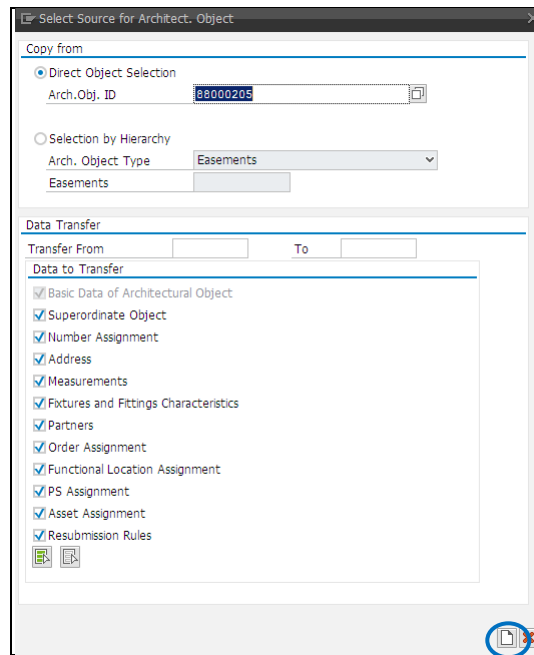 Select Source for Architect. Object
Copy from
Direct Object Selection
Arch.Obj. ID 88000205
Selection by Hierarchy
Arch. Object Type Easements
Easements
Data Transfer
Transfer From To
Data to Transfer
Basic Data of Architectural Object
Superordinate Object
Number Assignment
Address
Measurements
Fixtures and Fittings Characteristics
Partners
Order Assignment
Functional Location Assignment
PS Assignment
Asset Assignment
Resubmission Rules